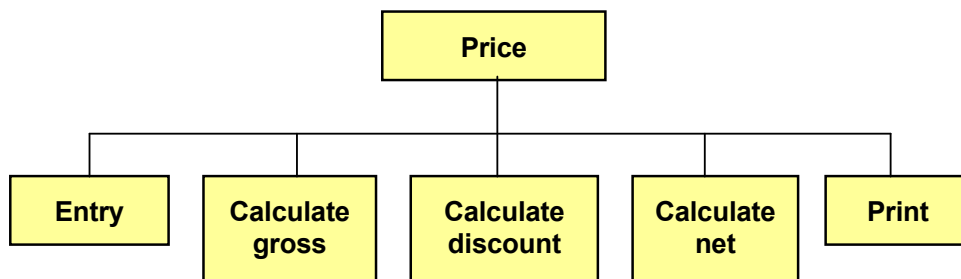 Price
Entry
Calculate
gross
Calculate
discount
Calculate
net
Print